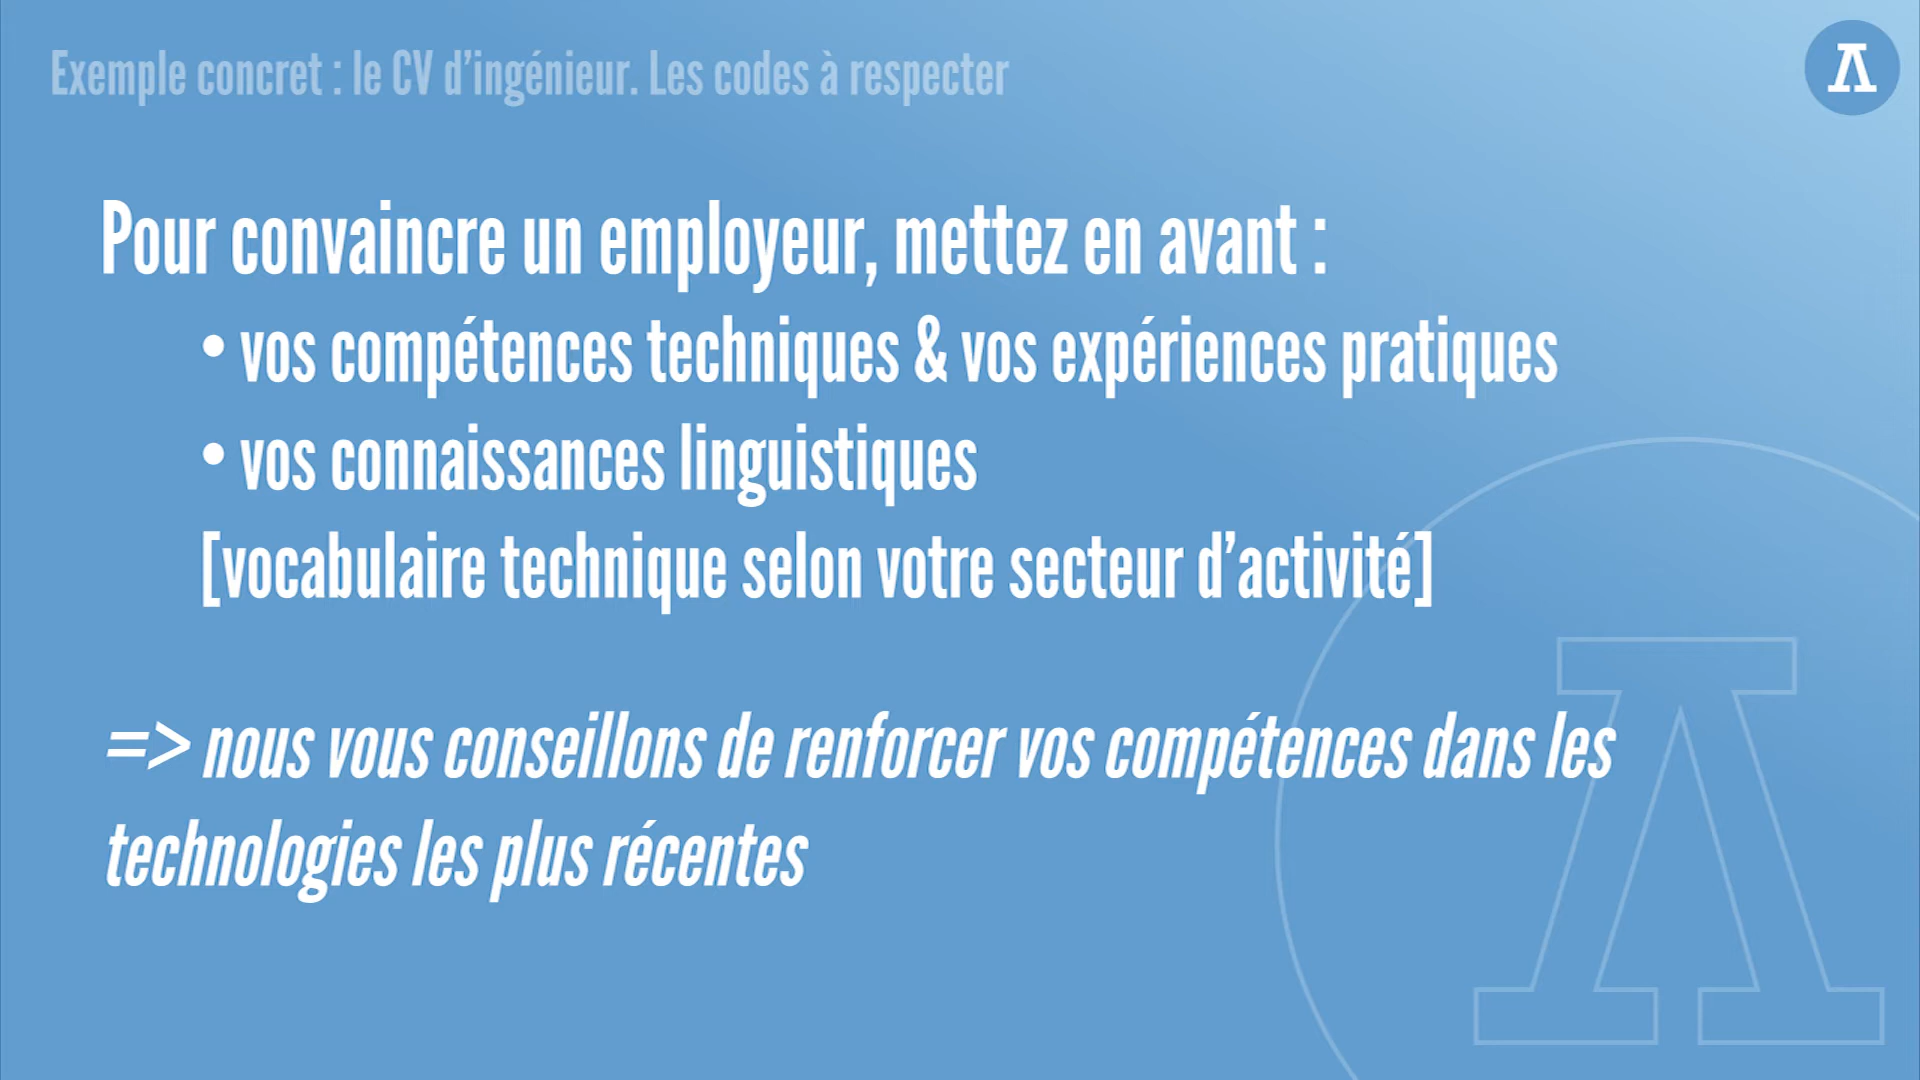 Exemple concret : le CV d’ingénieur. Les codes à respecter
Pour convaincre un employeur, mettez en avant :
• vos compétences techniques & vos expériences pratiques
• vos connaissances linguistiques
[vocabulaire technique selon votre secteur d’activité]
=> nous vous conseillons de renforcer vos compétences dans les
technologies les plus récentes